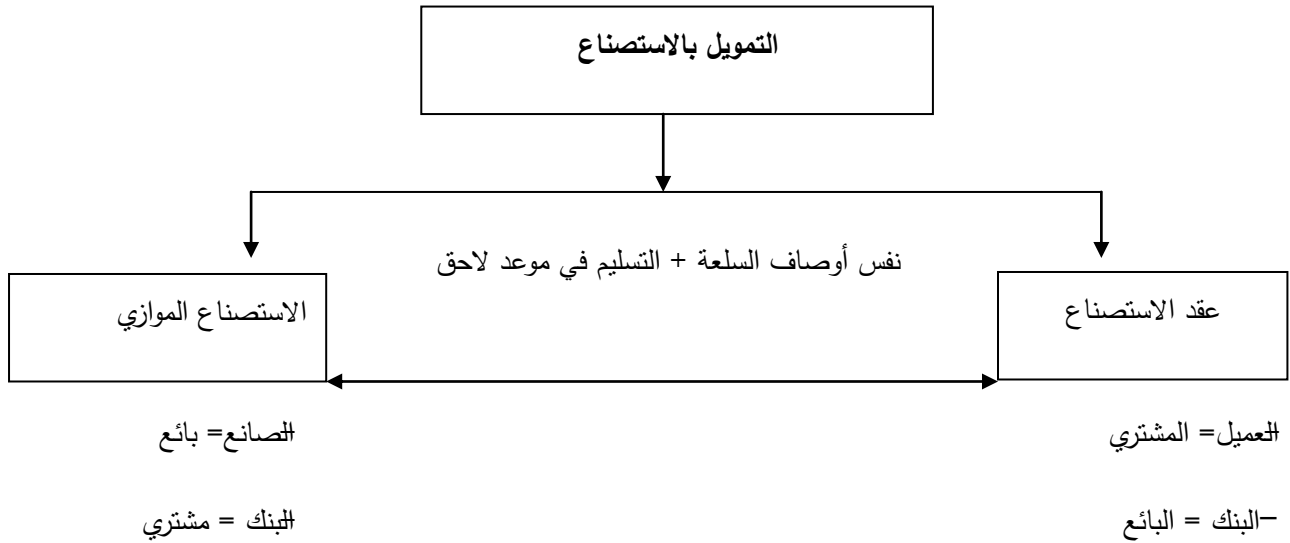 التمويل بالاستصناع
نفس أوصاف السلعة + التسليم في موعد لاحق
عقد الاستصناع
الاستصناع الموازي
-العميل= المشتري
-الصانع= بائع
-البنك = البائع
-البنك = مشتري